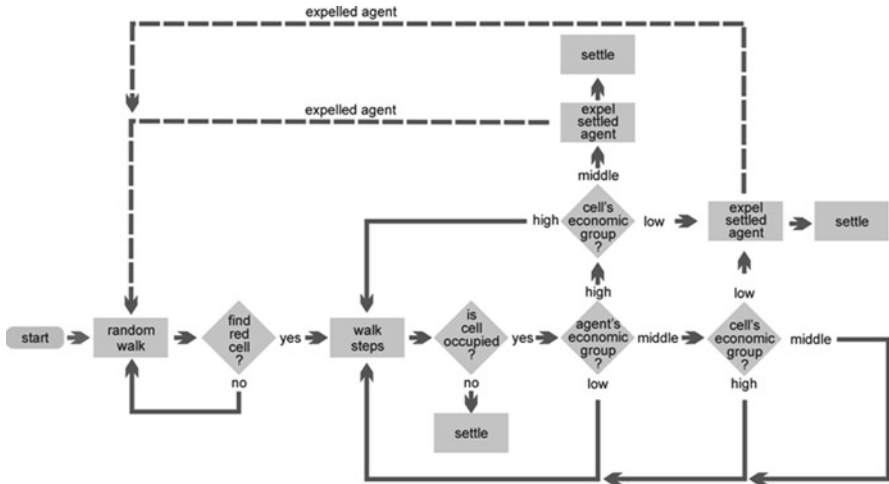 expelled agent
settle
expelled agent
expel
settled
agent
middle
high
cell's
economic
group
?
low
expel
settled
agent
settle
high
low
start
random
walk
find
red
cell
?
yes
walk
steps
is
cell
occupied
?
yes
agent's
economic
group
?
middle
cell's
economic
group
?
middle
no
no
low
high
settle